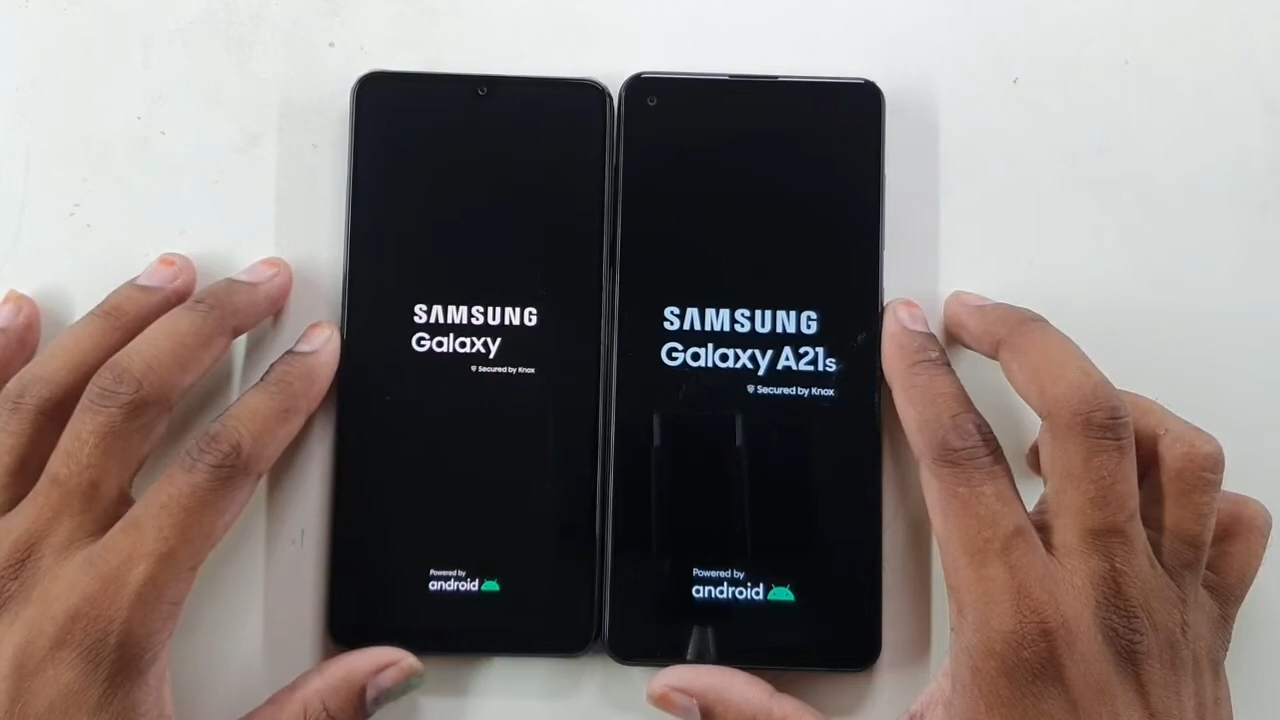 SAMSUNG
Galaxy
Secured by Knox
Powered by
android
SAMSUNG
Galaxy A21s
Secured by Knox
Powered by
android